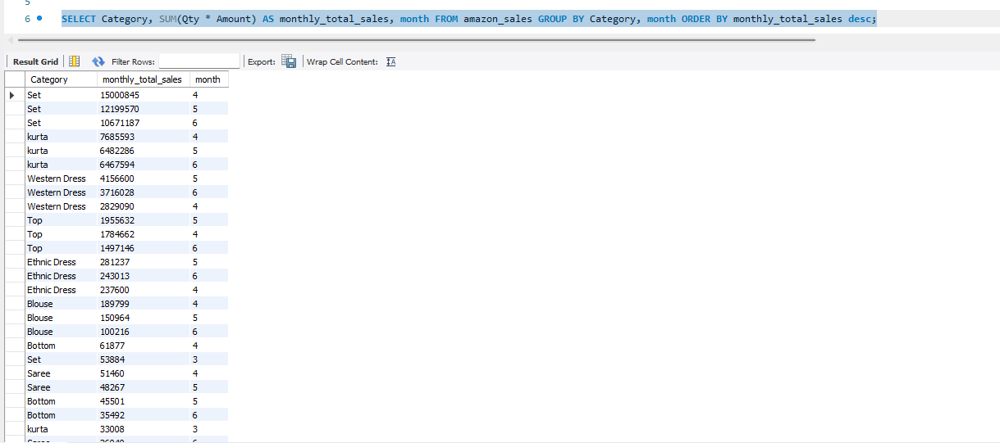 5
6 SELECT Category, SUM(Qty * Amount) AS monthly_total_sales, month FROM amazon_sales GROUP BY Category, month ORDER BY monthly_total_sales desc;
Result Grid Filter Rows: Export: Wrap Cell Content:
Category monthly_total_sales month
Set 15000845 4
Set 12199570 5
Set 10671187 6
kurta 7685593 4
kurta 6482286 5
kurta 6467594 6
Western Dress 4156600 5
Western Dress 3716028 6
Western Dress 2829090 4
Top 1955632 5
Top 1784662 4
Top 1497146 6
Ethnic Dress 281237 5
Ethnic Dress 243013 6
Ethnic Dress 237600 4
Blouse 189799 4
Blouse 150964 5
Blouse 100216 6
Bottom 61877 4
Set 53884 3
Saree 51460 4
Saree 48267 5
Bottom 45501 5
Bottom 35492 6
kurta 33008 3